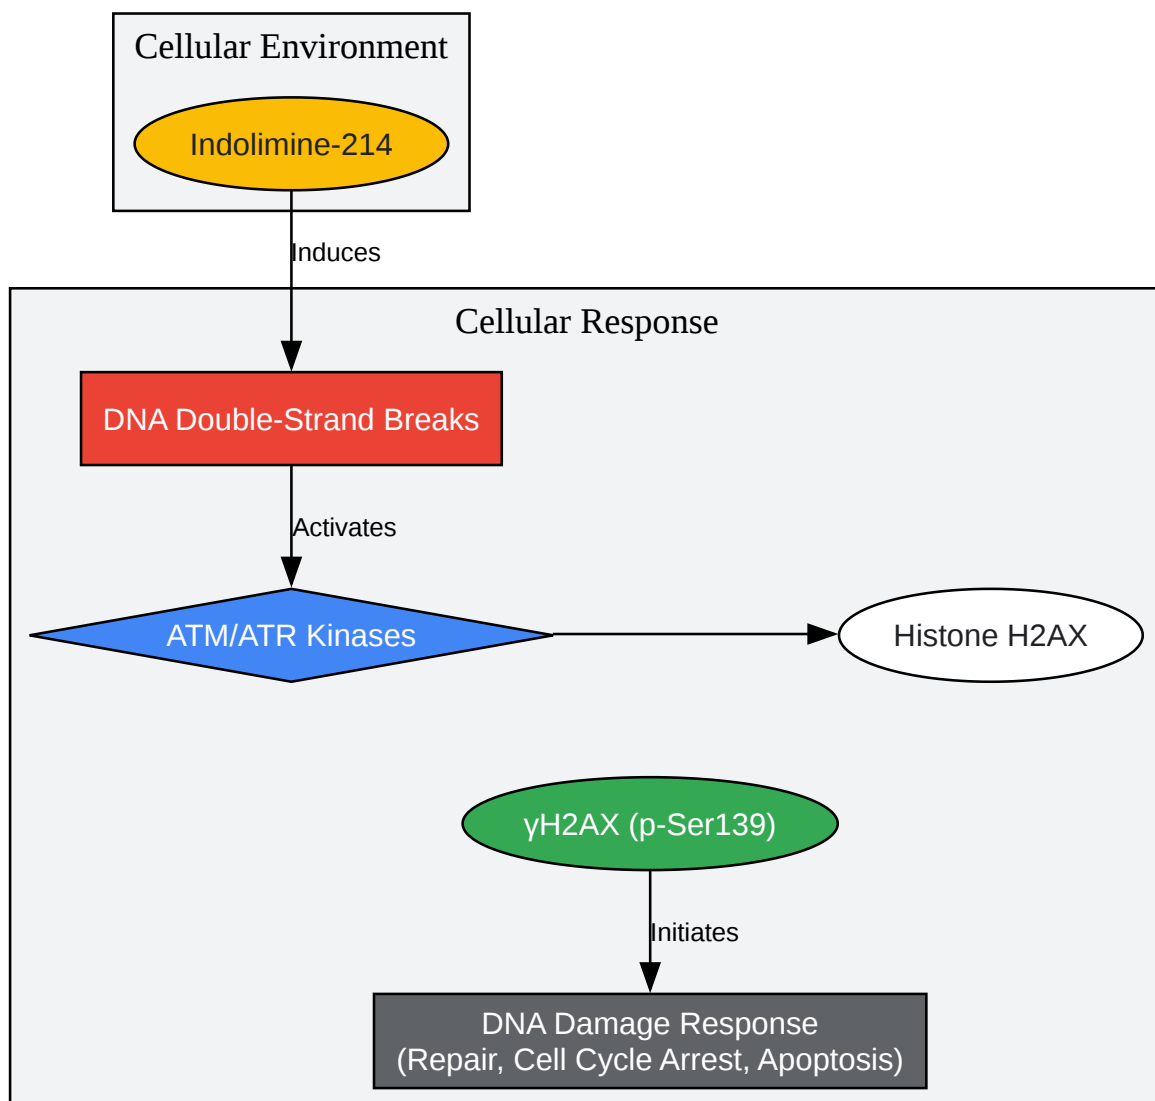 Cellular Environment
Indolimine-214
Induces
Cellular Response
DNA Double-Strand Breaks
Activates
ATM/ATR Kinases
Histone H2AX
γH2AX (p-Ser139)
Initiates
DNA Damage Response
(Repair, Cell Cycle Arrest, Apoptosis)